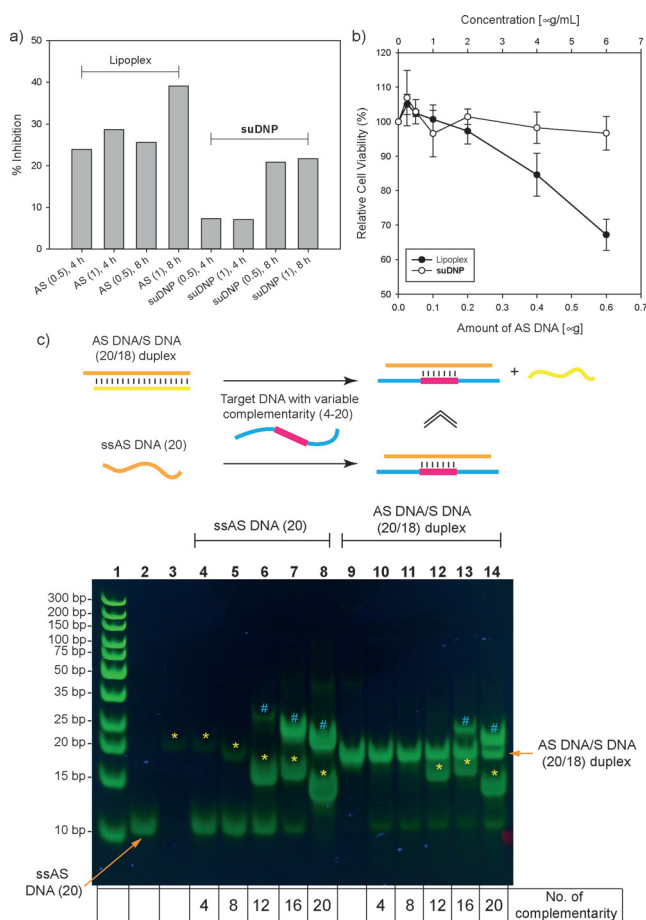 a)
% Inhibition
50
40
30
20
10
0
Lipoplex
suDNP
AS (0.5), 4 h
AS (1), 4 h
AS (0.5), 8 h
AS (1), 8 h
suDNP (0.5), 4 h
suDNP (1), 4 h
suDNP (0.5), 8 h
suDNP (1), 8 h
b)
Concentration [∝g/mL]
0 1 2 3 4 5 6 7
Relative Cell Viability (%)
120
110
100
90
80
70
60
50
Lipoplex
suDNP
0.0 0.1 0.2 0.3 0.4 0.5 0.6 0.7
Amount of AS DNA [∝g]
c)
AS DNA/S DNA
(20/18) duplex
+
Target DNA with variable
complementarity (4-20)
ssAS DNA (20)
ssAS DNA (20)
AS DNA/S DNA
(20/18) duplex
1 2 3 4 5 6 7 8 9 10 11 12 13 14
300 bp
200 bp
150 bp
100 bp
75 bp
50 bp
35 bp
25 bp
20 bp
15 bp
10 bp
* * * # * # * # * * # * # *
AS DNA/S DNA
(20/18) duplex
ssAS
DNA (20)
4 8 12 16 20 4 8 12 16 20
No. of
complementarity